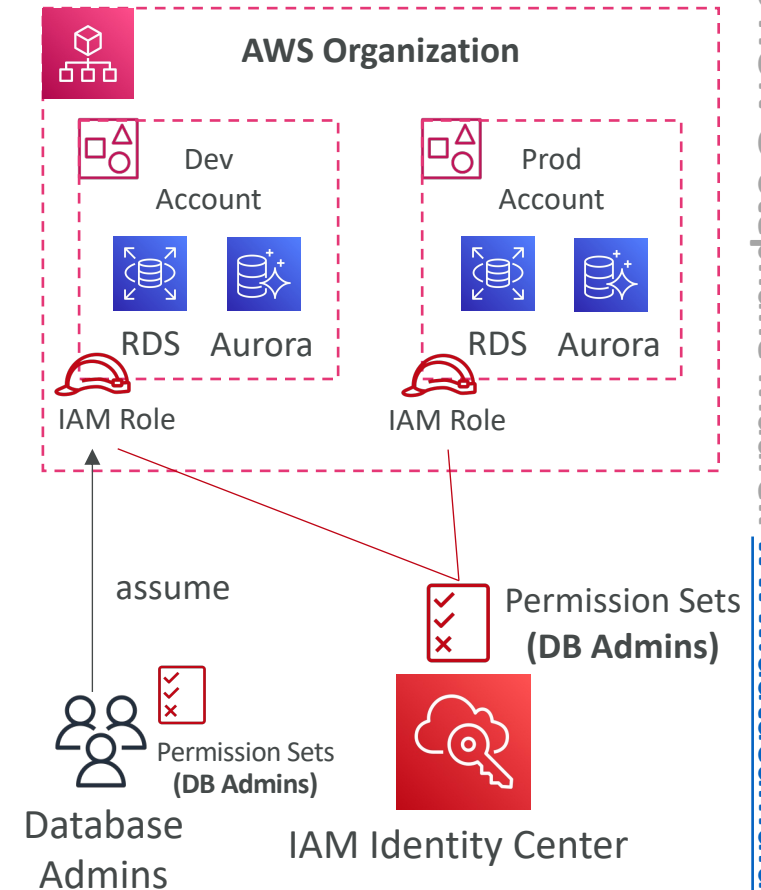 AWS Organization
Dev
Account
Prod
Account
RDS
Aurora
RDS
Aurora
IAM Role
IAM Role
assume
Permission Sets
(DB Admins)
Permission Sets
(DB Admins)
Database
Admins
IAM Identity Center